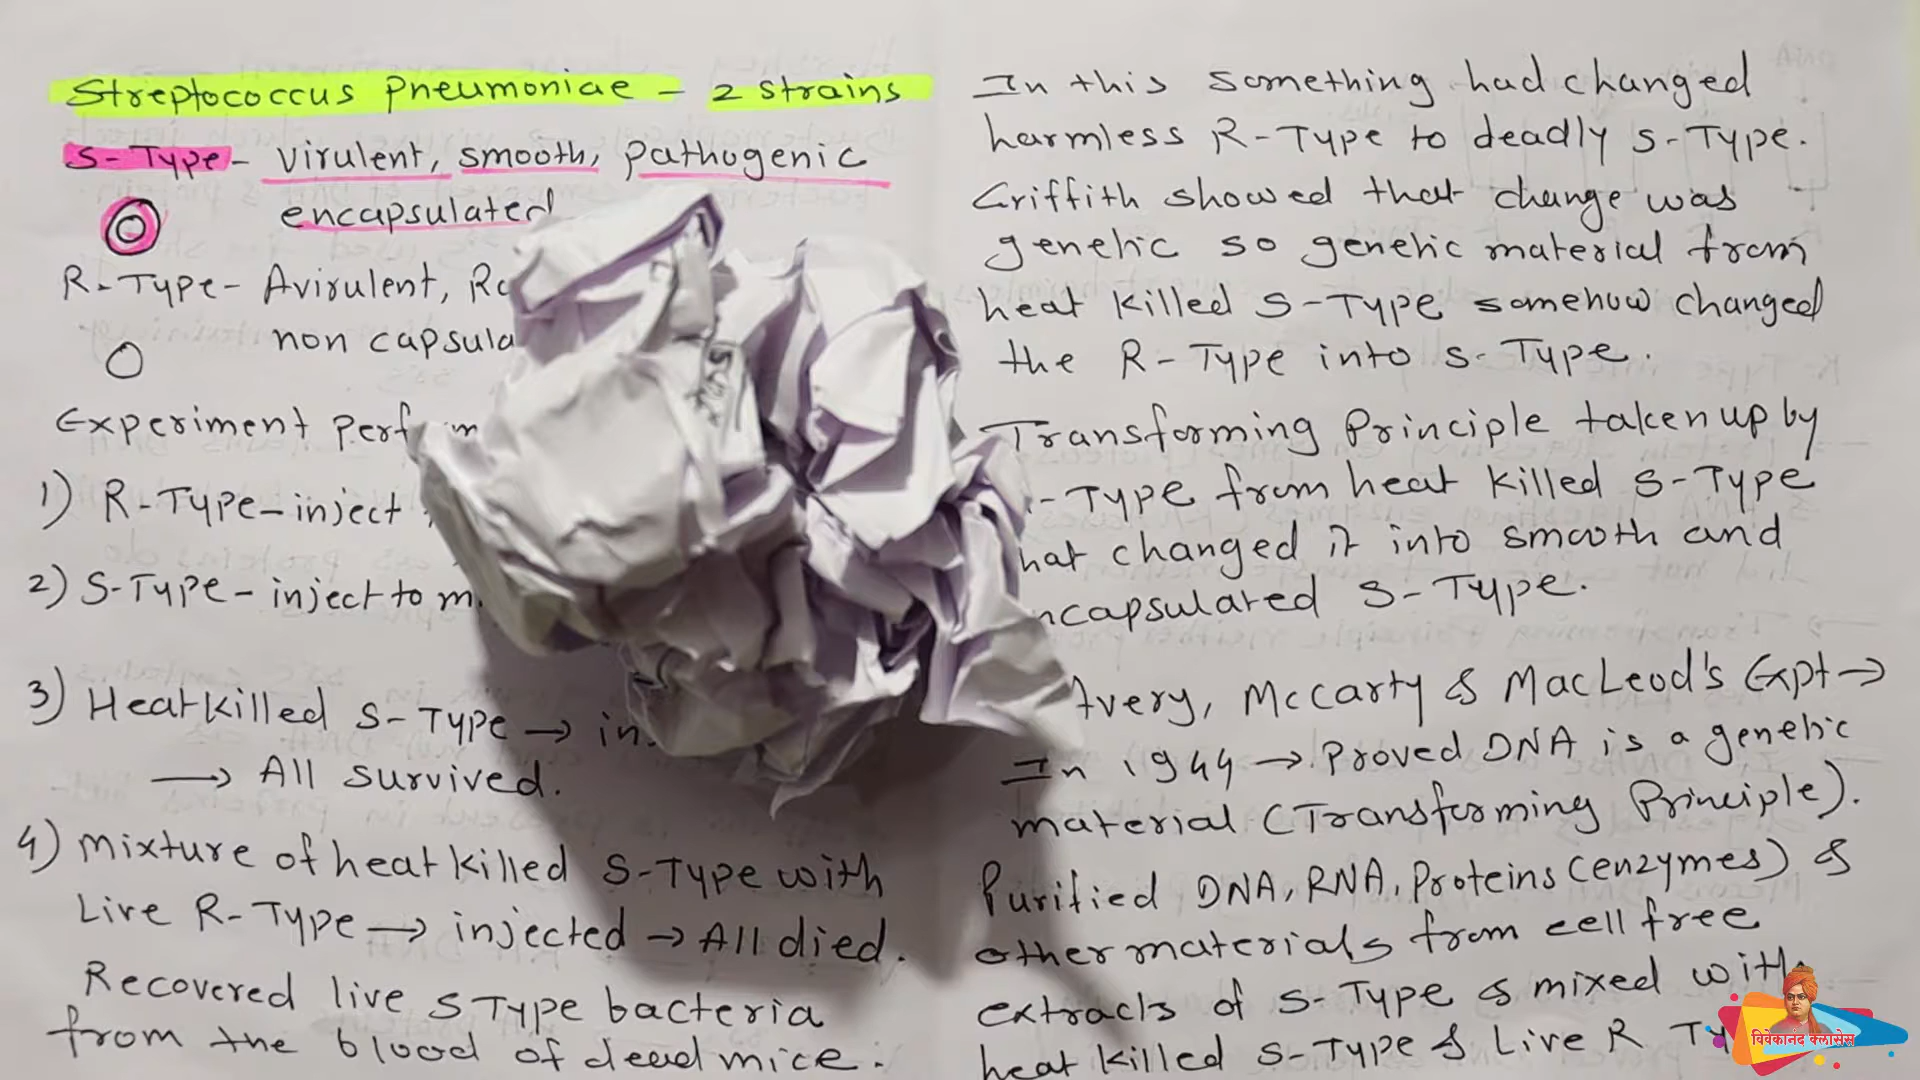 Streptococcus Pneumoniae - 2 strains
S-Type - virulent, smooth, pathogenic
encapsulated
R-Type - Avirulent,
non
Experiment
1) R-Type - inject
2) S-Type - inject to
3) Heat killed S-Type →
→ All survived.
4) Mixture of heat killed S-Type with
Live R-Type → injected → All died.
Recovered live S Type bacteria
from the blood of dead mice.
In this something had changed
harmless R-Type to deadly S-Type.
Griffith showed that change was
genetic so genetic material from
heat killed S-Type somehow changed
the R-Type into S-Type.
Transforming Principle taken up by
-Type from heat killed S-Type
changed it into smooth and
S-Type.
Avery, McCarty & MacLeod's Expt →
In 1944 → Proved DNA is a genetic
material (Transforming Principle).
Purified DNA, RNA, Proteins (enzymes) &
other materials from cell free
extracts of S-Type & mixed with
heat killed S-Type & Live R
विवेकानंद क्लासेस